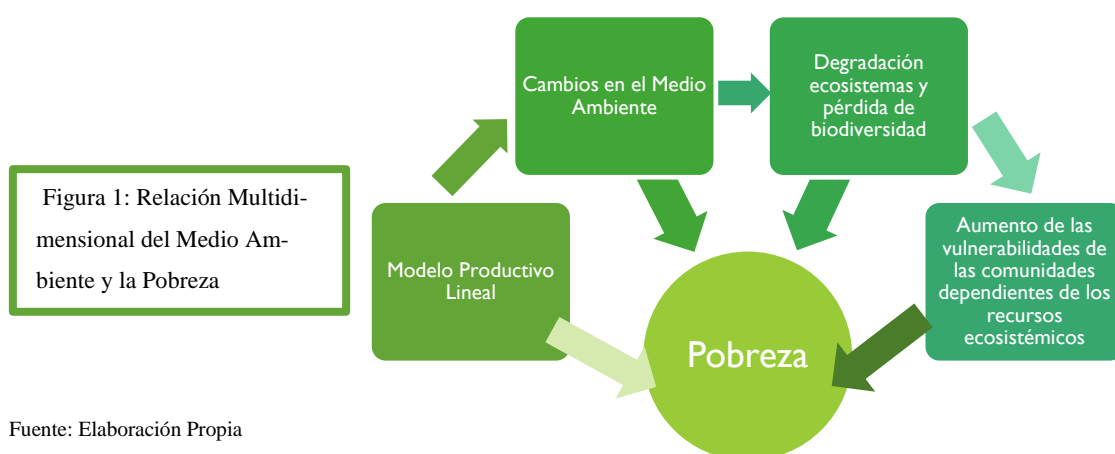 Figura 1: Relación Multidi-
mensional del Medio Am-
biente y la Pobreza
Modelo Productivo
Lineal
Cambios en el Medio
Ambiente
Degradación
ecosistemas y
pérdida de
biodiversidad
Aumento de las
vulnerabilidades de
las comunidades
dependientes de los
recursos
ecosistémicos
Pobreza
Fuente: Elaboración Propia